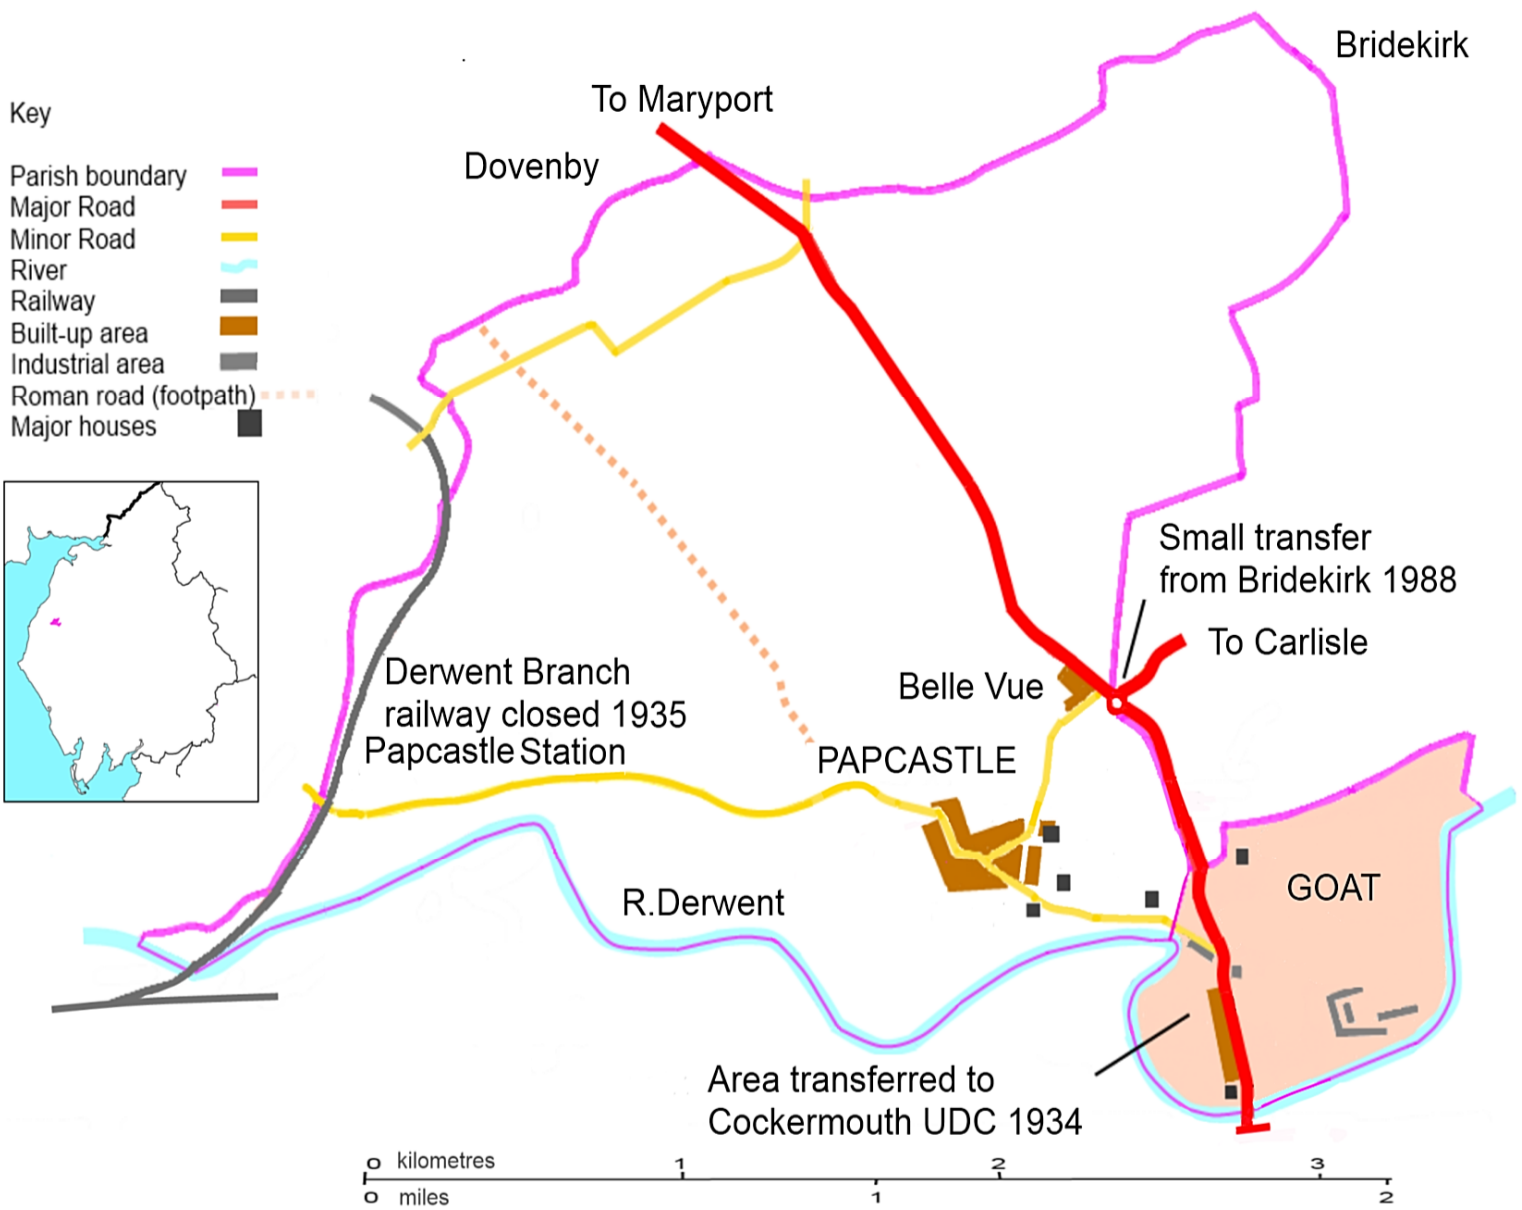 Bridekirk
To Maryport
Dovenby
Key
Parish boundary
Major Road
Minor Road
River
Railway
Built-up area
Industrial area
Roman road (footpath)
Major houses
Small transfer
from Bridekirk 1988
To Carlisle
Belle Vue
Derwent Branch
railway closed 1935
Papcastle Station
PAPCASTLE
GOAT
R.Derwent
Area transferred to
Cockermouth UDC 1934
0 kilometres 1 2 3
0 miles 1 2